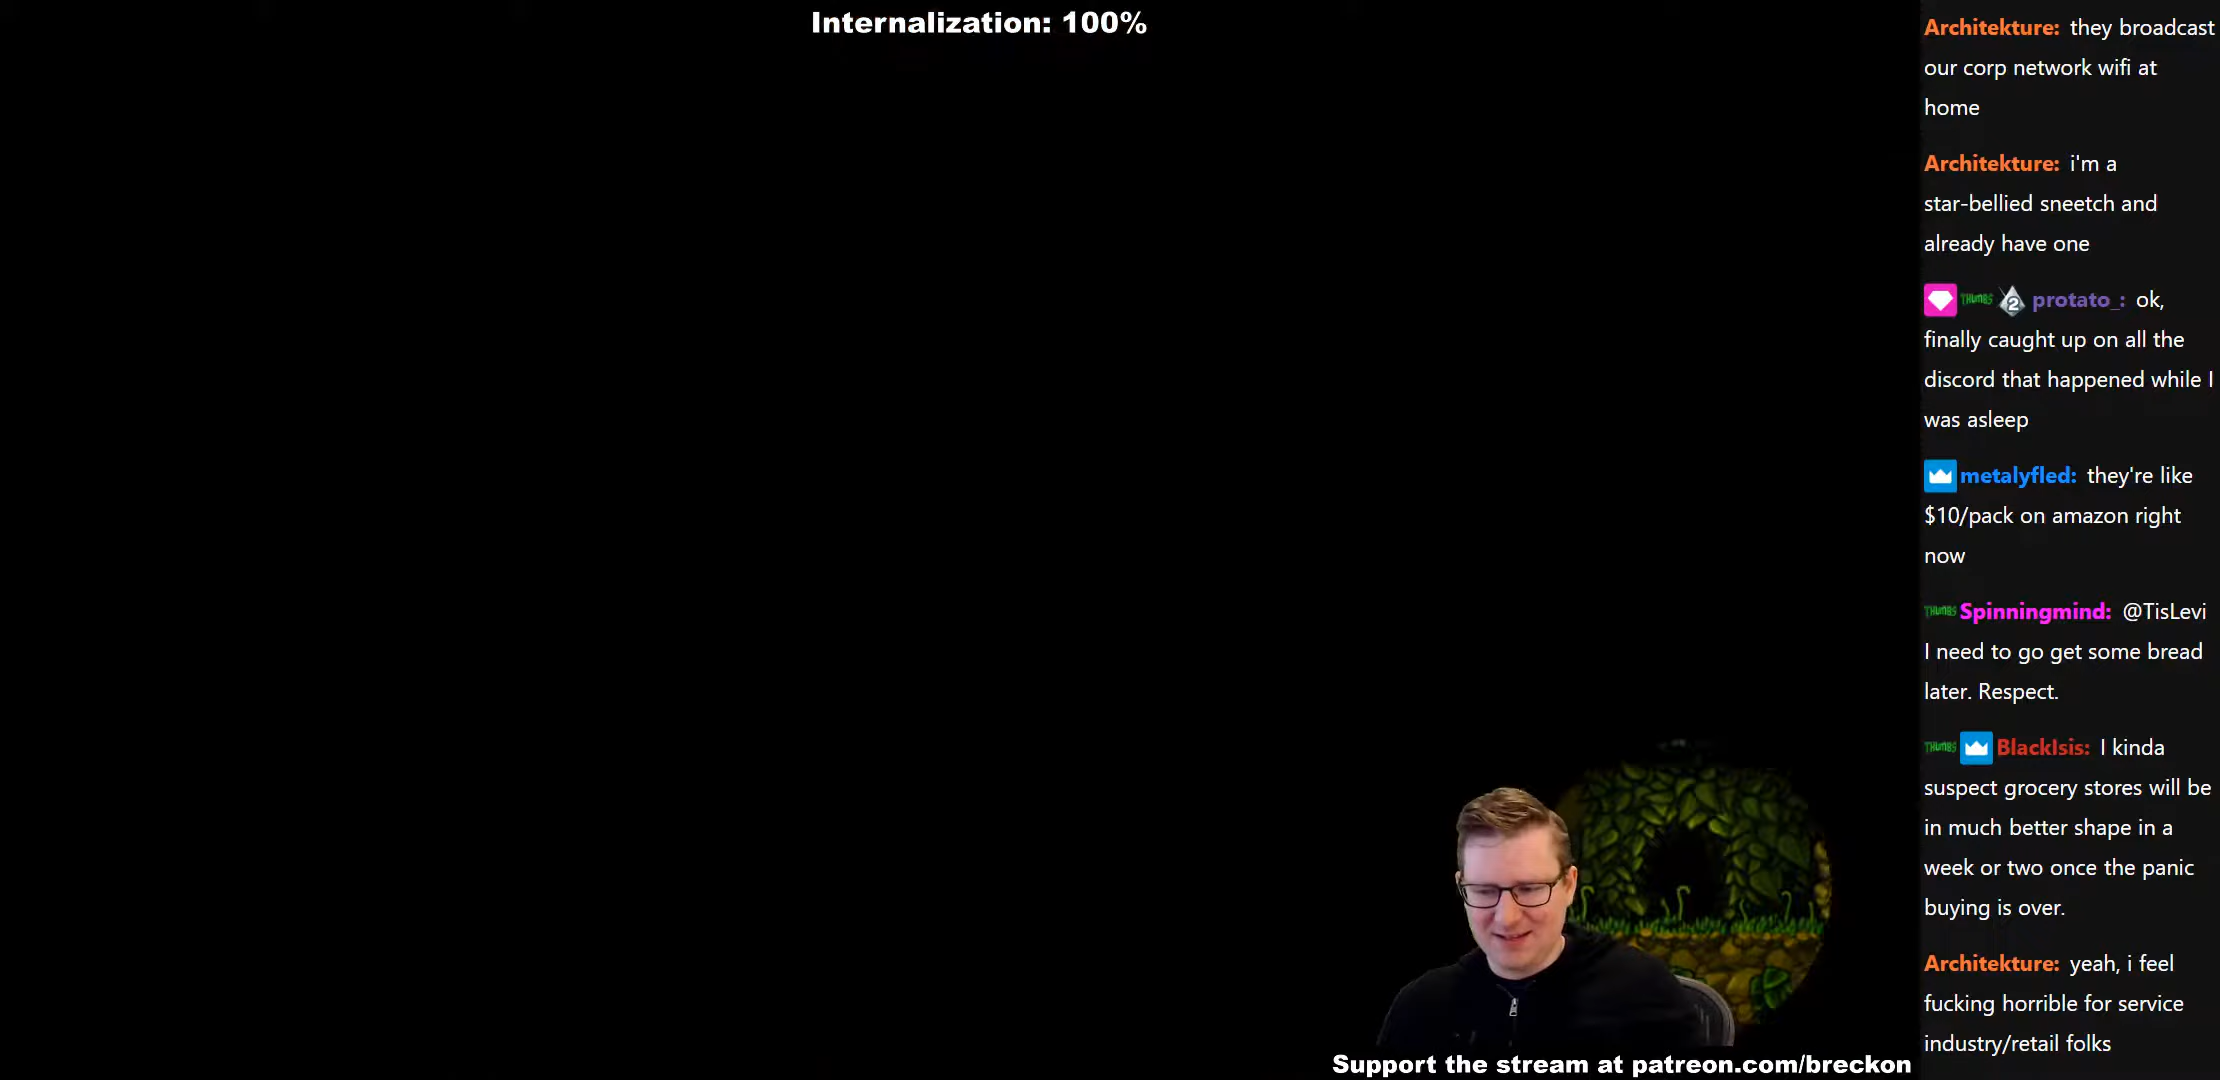 Internalization: 100%
Architekture: they broadcast
our corp network wifi at
home
Architekture: i'm a
star-bellied sneetch and
already have one
THUMBS 2 protato_: ok,
finally caught up on all the
discord that happened while I
was asleep
metalyfled: they're like
$10/pack on amazon right
now
THUMBS Spinningmind: @TisLevi
I need to go get some bread
later. Respect.
THUMBS BlackIsis: I kinda
suspect grocery stores will be
in much better shape in a
week or two once the panic
buying is over.
Architekture: yeah, i feel
fucking horrible for service
industry/retail folks
Support the stream at patreon.com/breckon